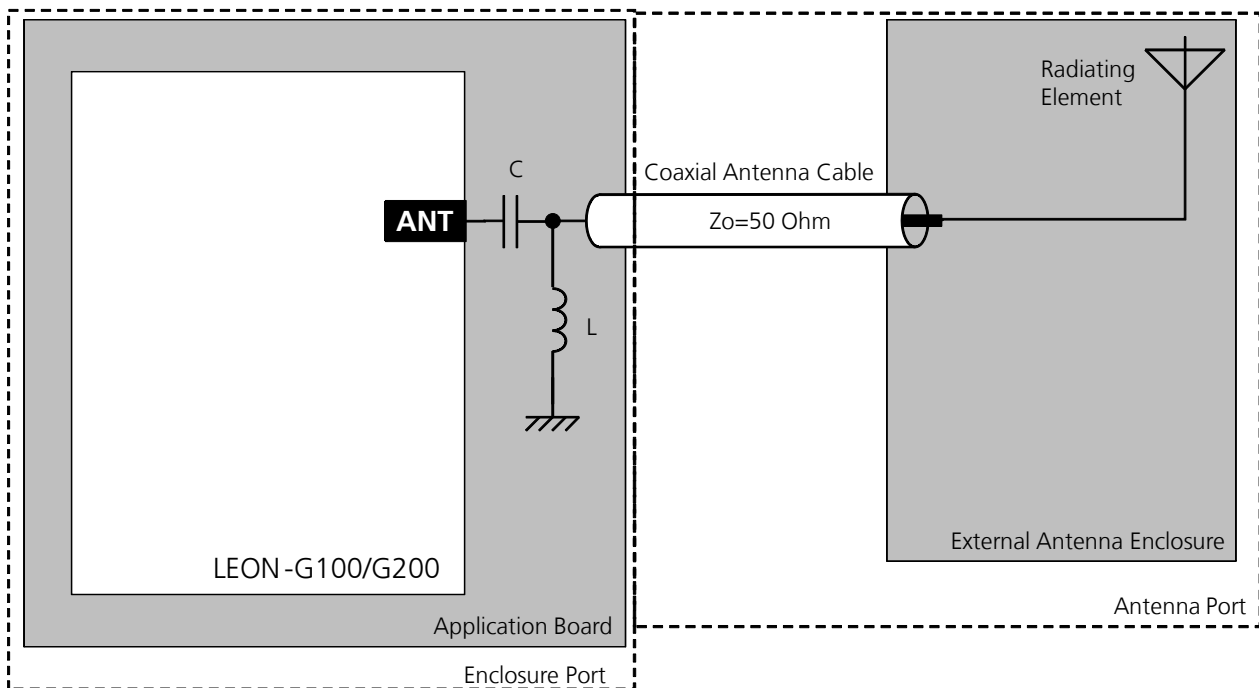 Radiating
Element
C
Coaxial Antenna Cable
ANT
Zo=50 Ohm
L
LEON-G100/G200
External Antenna Enclosure
Antenna Port
Application Board
Enclosure Port